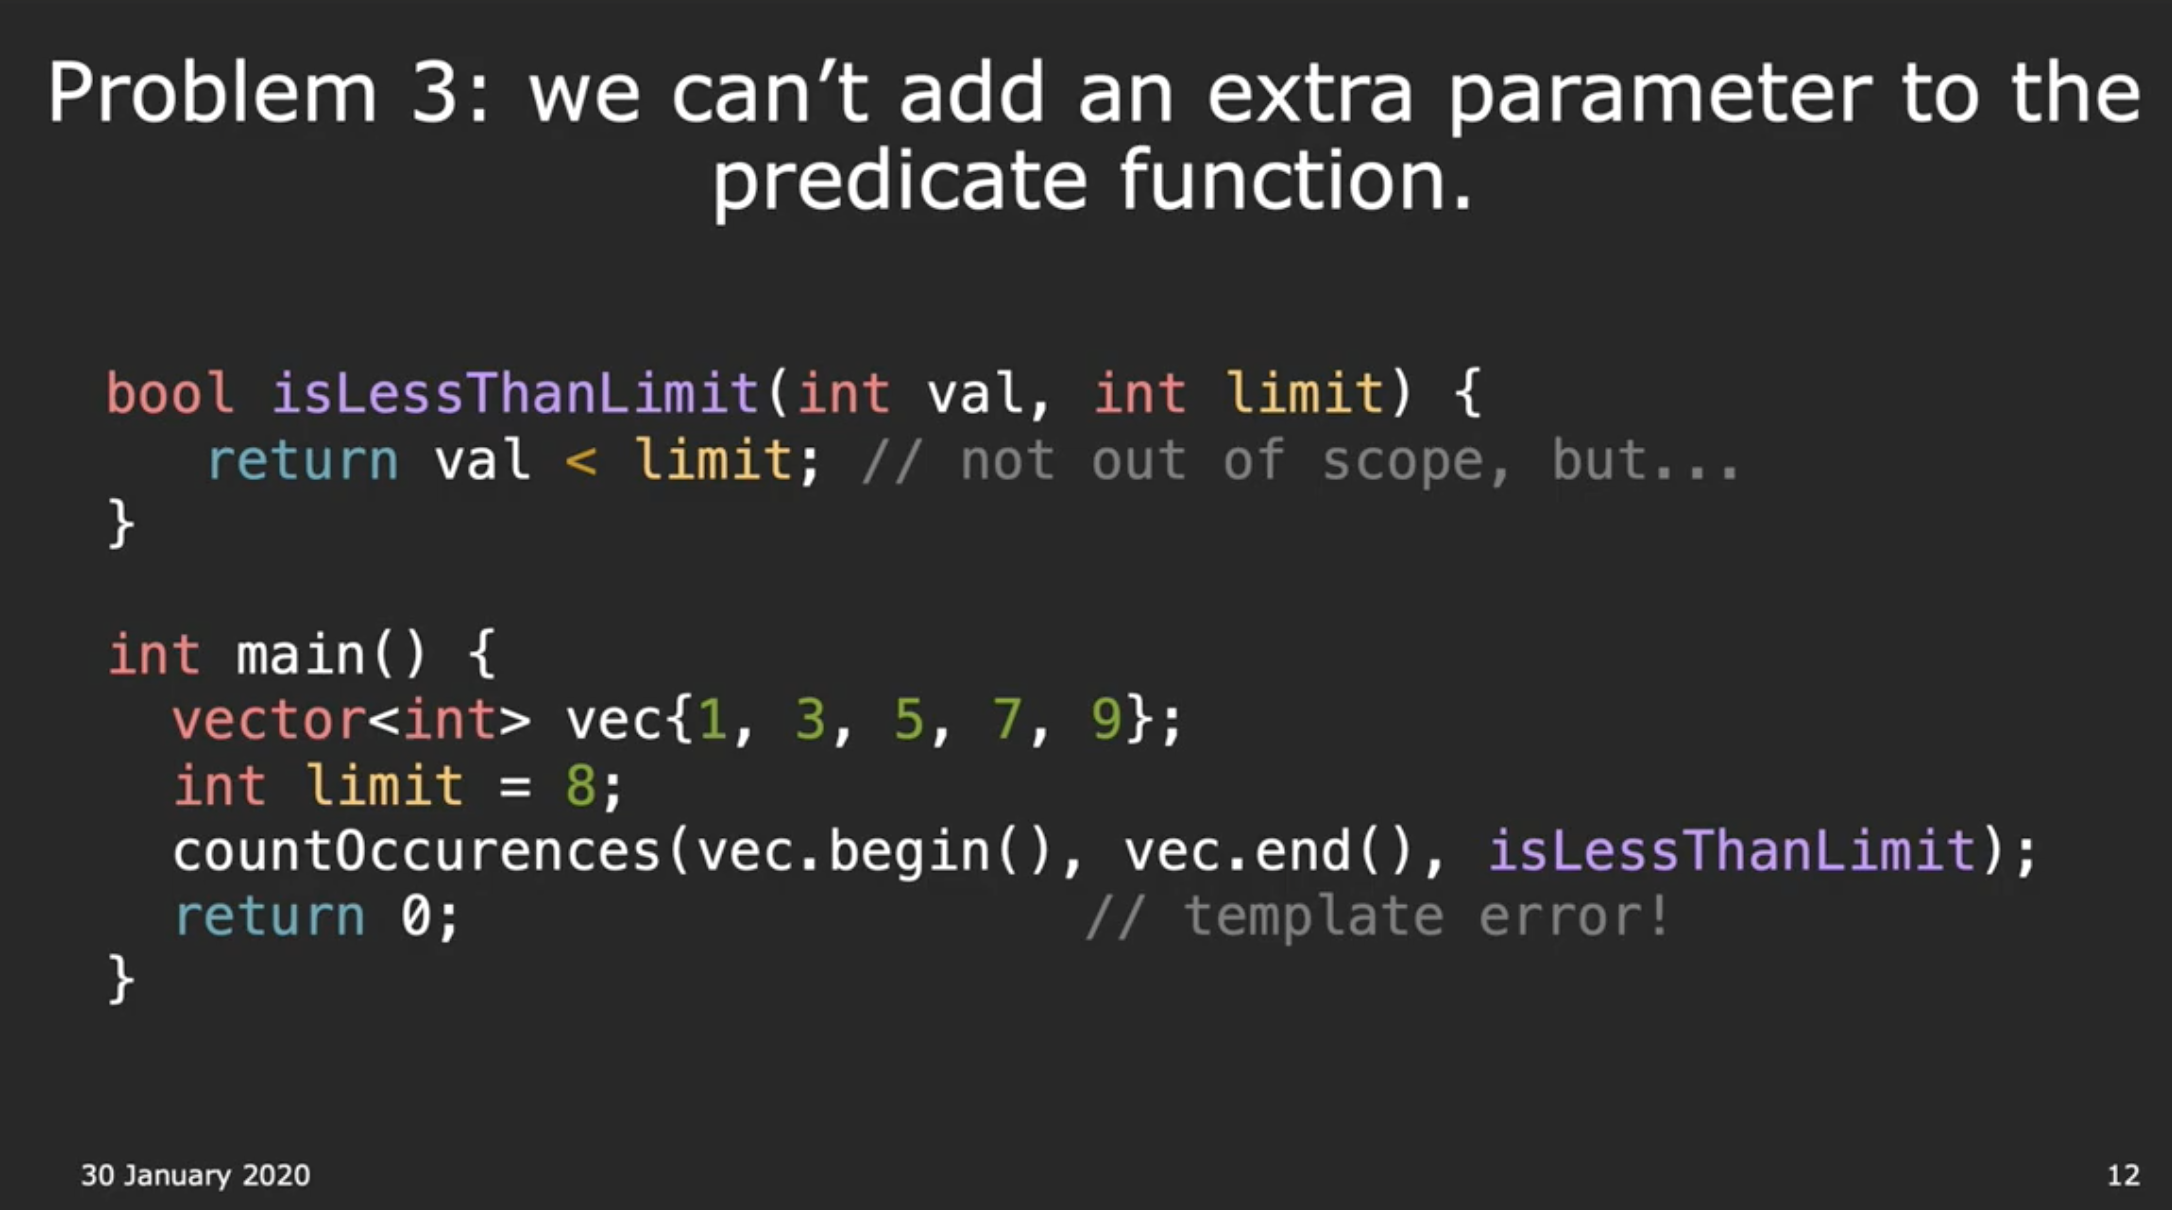 Problem 3: we can’t add an extra parameter to the
predicate function.
bool isLessThanLimit(int val, int limit) {
return val < limit; // not out of scope, but...
}
int main() {
vector<int> vec{1, 3, 5, 7, 9};
int limit = 8;
countOccurences(vec.begin(), vec.end(), isLessThanLimit);
return 0; // template error!
}
30 January 2020
12